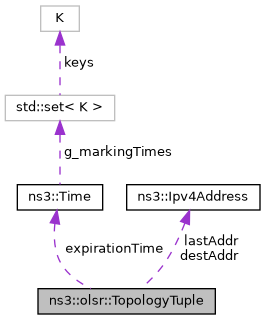 K
keys
std::set< K >
g_markingTimes
ns3::Time
ns3::Ipv4Address
expirationTime
lastAddr
destAddr
ns3::olsr::TopologyTuple